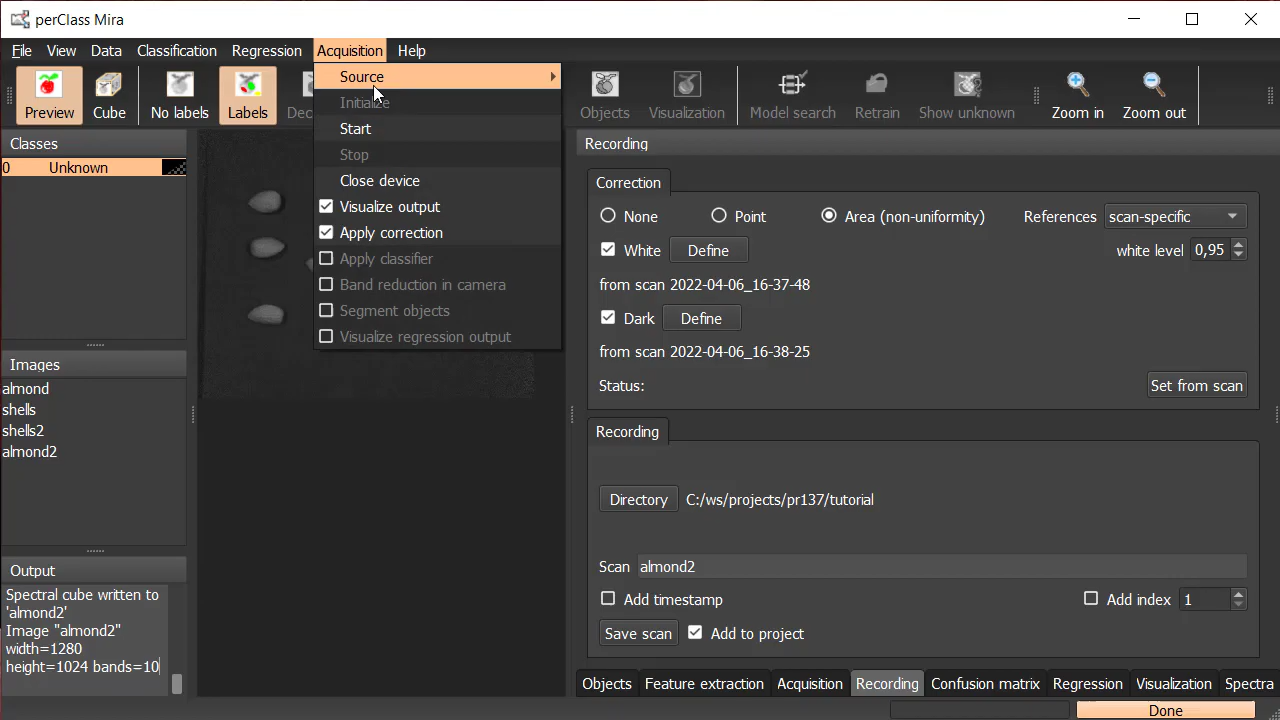 perClass Mira
File View Data Classification Regression Acquisition Help
Preview Cube No labels Labels Objects Visualization Model search Retrain Show unknown Zoom in Zoom out
Source
Initialize
Start
Stop
Close device
Visualize output
Apply correction
Apply classifier
Band reduction in camera
Segment objects
Visualize regression output
Classes
0 Unknown
Images
almond
shells
shells2
almond2
Output
Spectral cube written to
'almond2'
Image "almond2"
width=1280
height=1024 bands=10
Recording
Correction
None Point Area (non-uniformity) References scan-specific
White Define white level 0,95
from scan 2022-04-06_16-37-48
Dark Define
from scan 2022-04-06_16-38-25
Status: Set from scan
Recording
Directory C:/ws/projects/pr137/tutorial
Scan almond2
Add timestamp Add index 1
Save scan Add to project
Objects Feature extraction Acquisition Recording Confusion matrix Regression Visualization Spectra
Done